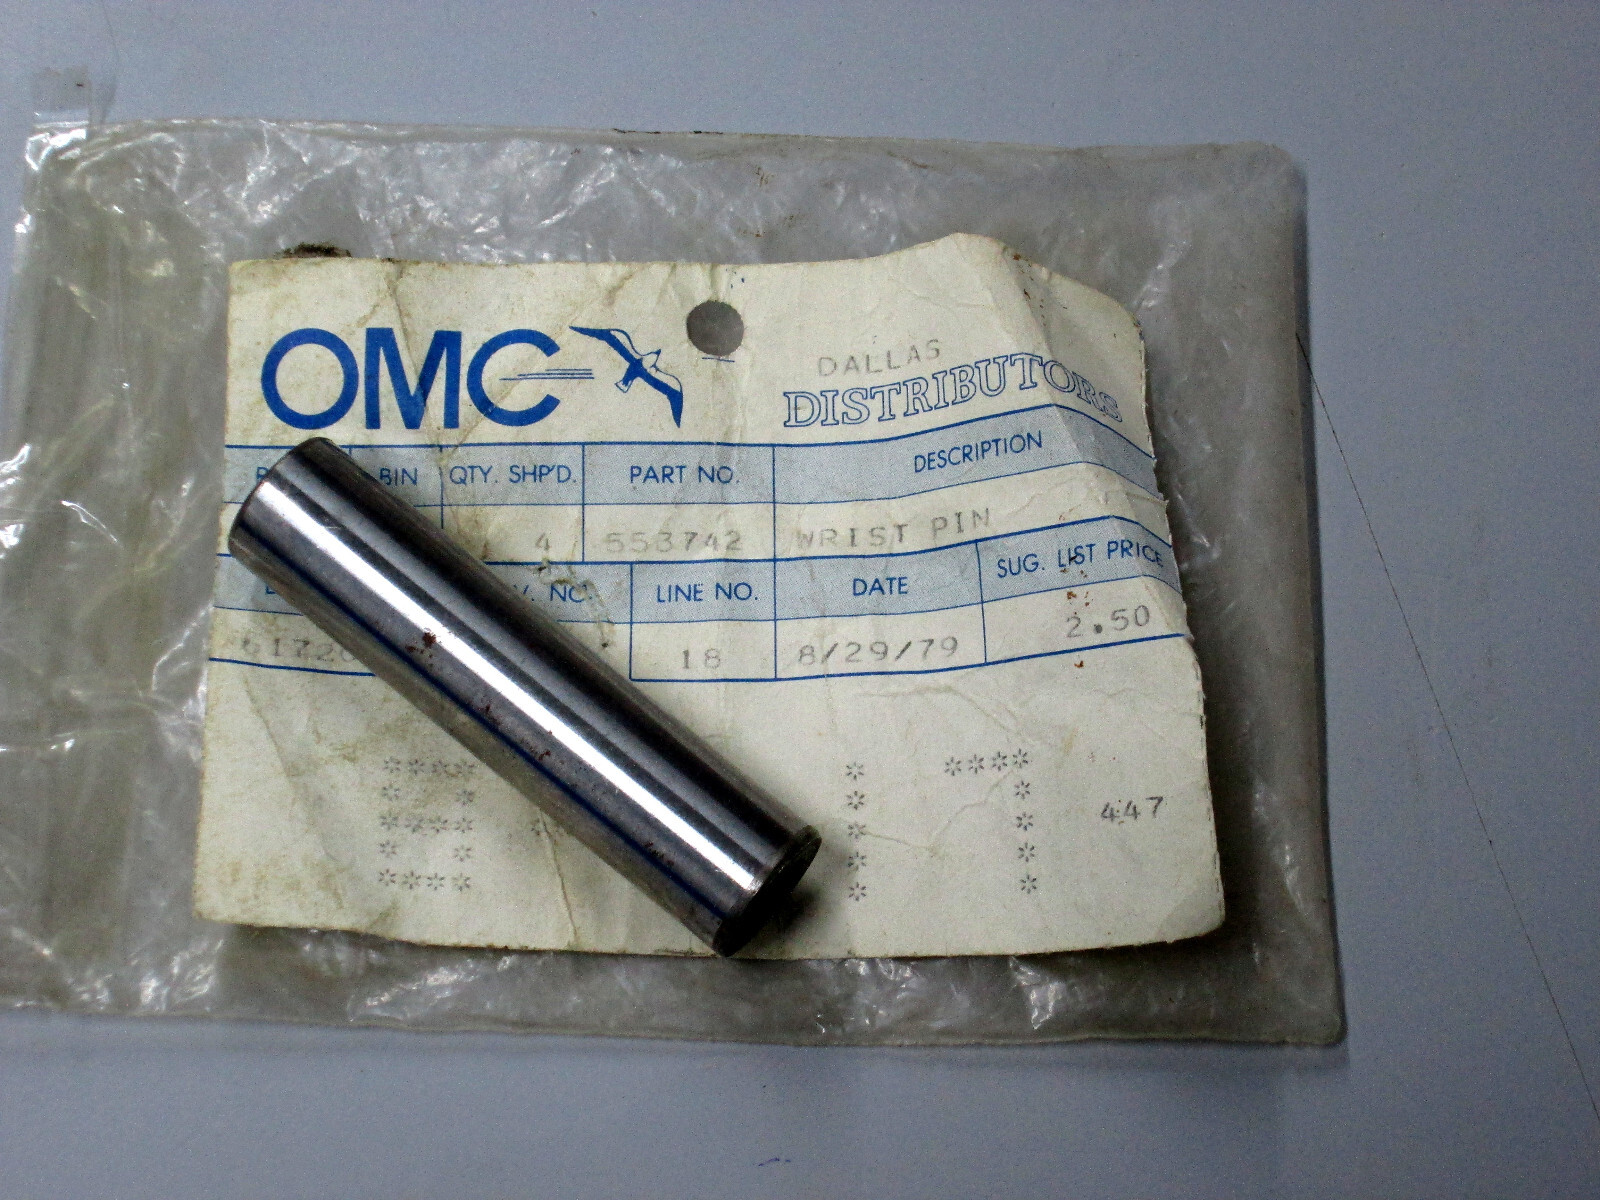 OMC
DALLAS
DISTRIBUTORS
BIN QTY. SHP'D. PART NO. DESCRIPTION
4 553742 WRIST PIN
LINE NO. DATE SUG. LIST PRICE
18 8/29/79 2.50
* ****
447